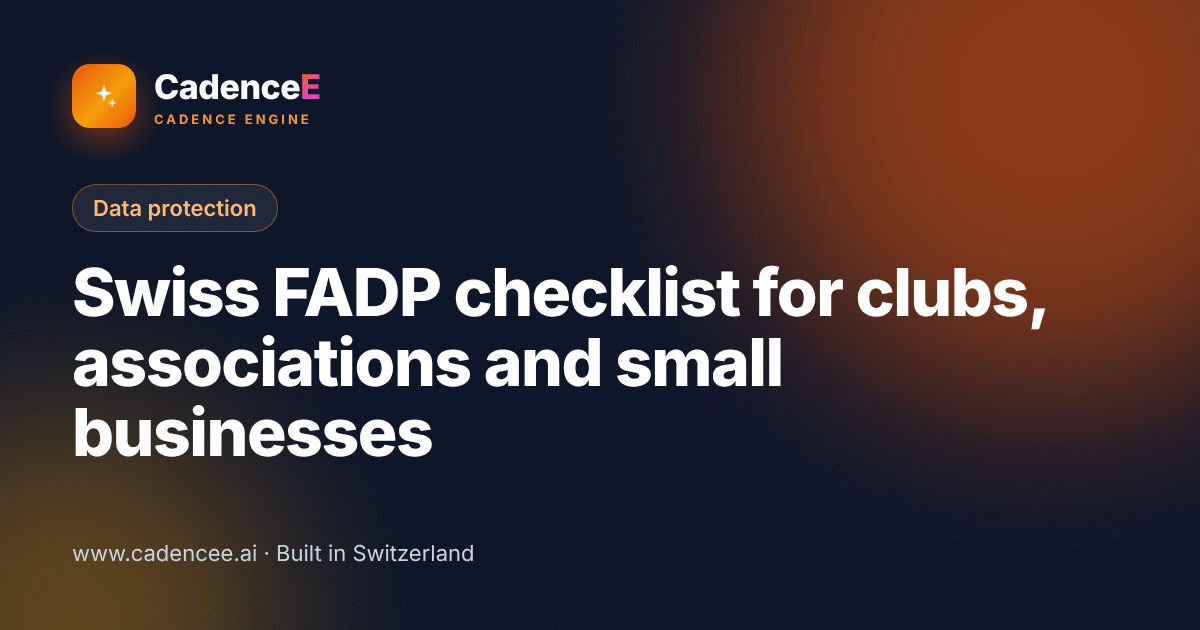 CadenceE
CADENCE ENGINE
Data protection
Swiss FADP checklist for clubs,
associations and small
businesses
www.cadencee.ai · Built in Switzerland